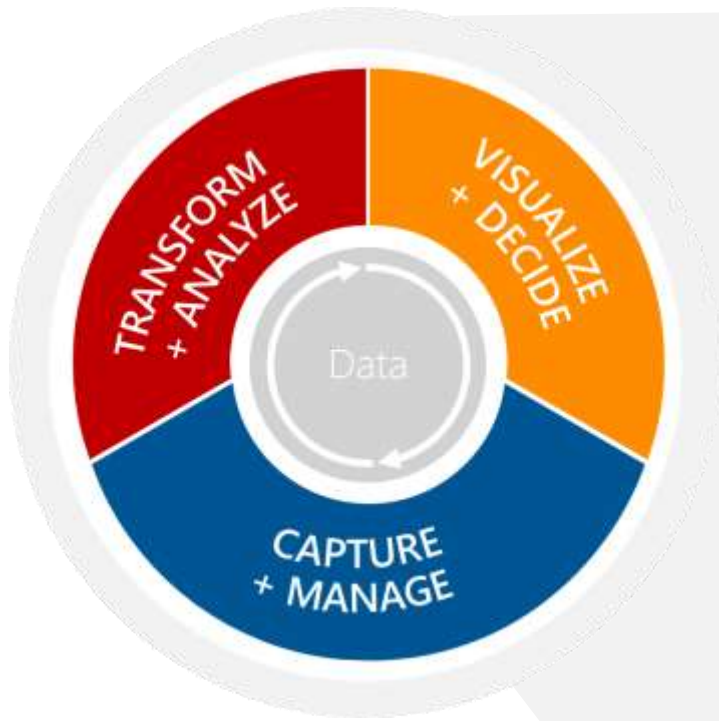 TRANSFORM
+ ANALYZE
VISUALIZE
+ DECIDE
Data
CAPTURE
+ MANAGE